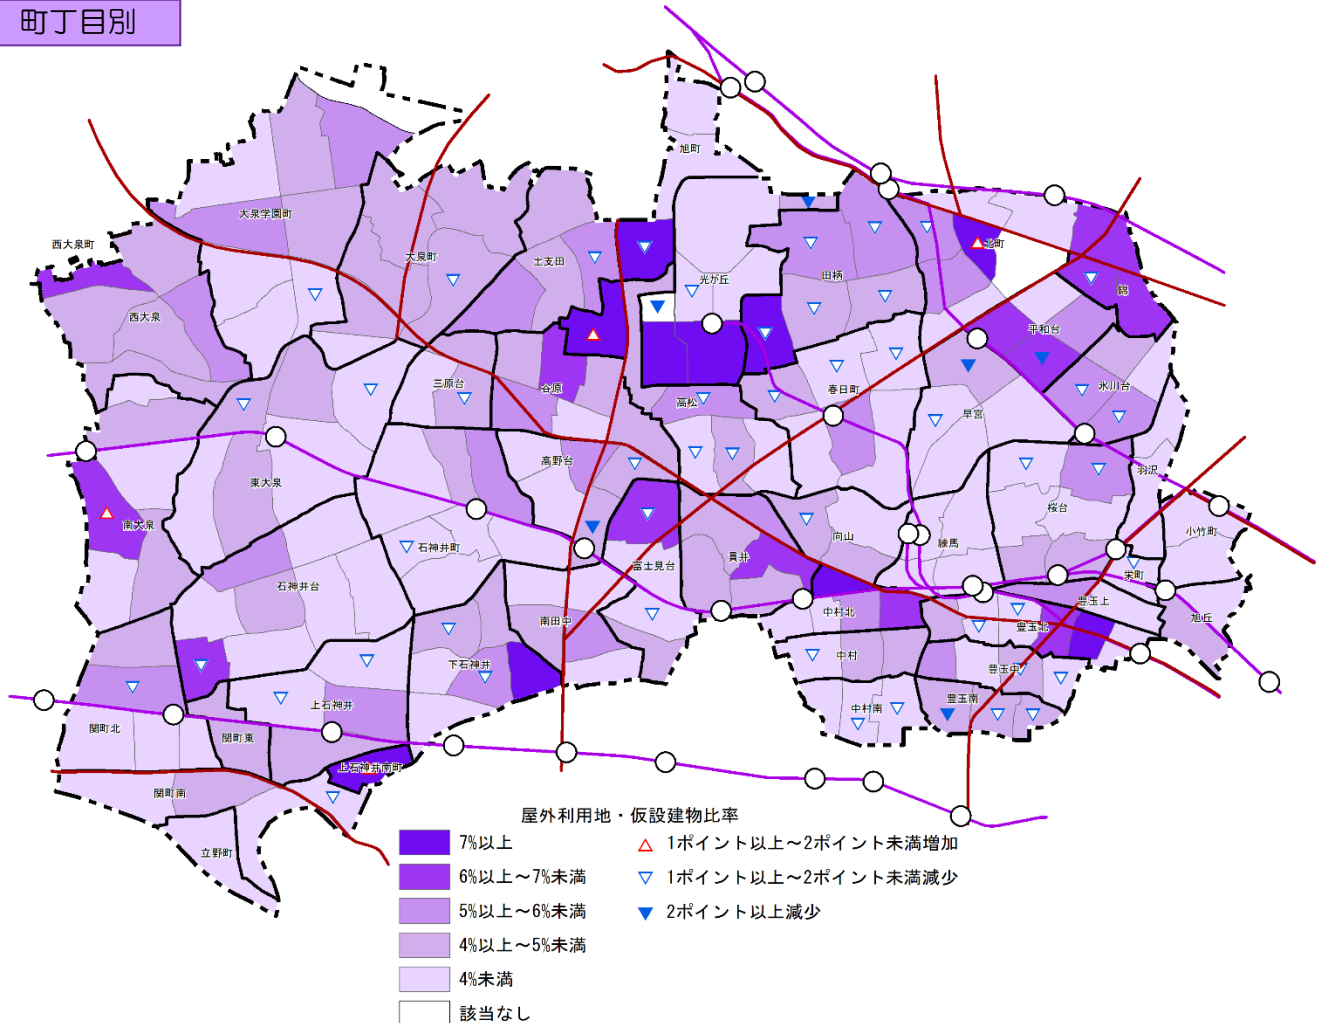 町丁目別
旭町
大泉学園町
西大泉町
北町
大泉町
土支田
田柄
光が丘
錦
西大泉
平和台
三原台
谷原
春日町
氷川台
高松
早宮
高野台
羽沢
東大泉
桜台
南大泉
小竹町
向山
練馬
石神井町
貫井
富士見台
栄町
石神井台
豊玉上
中村北
旭丘
南田中
豊玉北
中村
下石神井
豊玉中
豊玉南
上石神井
中村南
関町北
関町東
上石神井南町
関町南
立野町
屋外利用地・仮設建物比率
7%以上
1ポイント以上～2ポイント未満増加
6%以上～7%未満
1ポイント以上～2ポイント未満減少
5%以上～6%未満
2ポイント以上減少
4%以上～5%未満
4%未満
該当なし